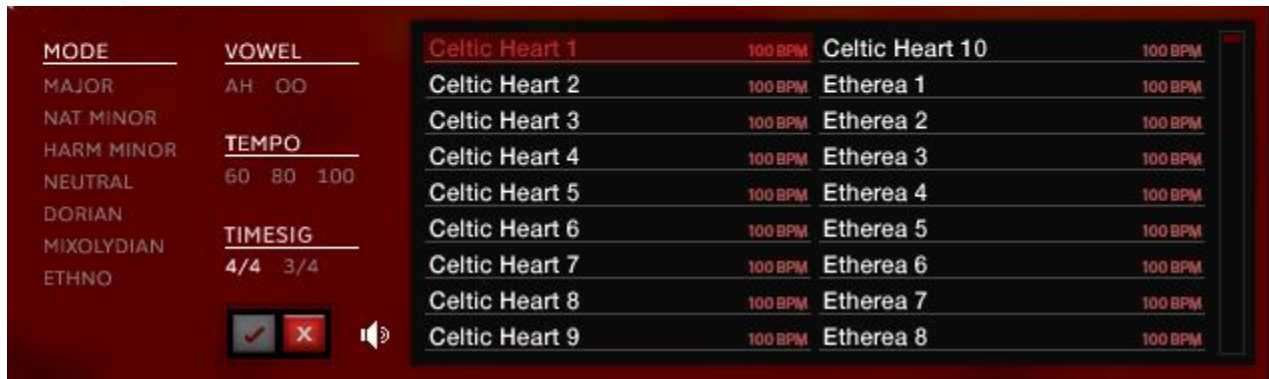 MODE
MAJOR
NAT MINOR
HARM MINOR
NEUTRAL
DORIAN
MIXOLYDIAN
ETHNO
VOWEL
AH OO
TEMPO
60 80 100
TIMESIG
4/4 3/4
X
Celtic Heart 1 100 BPM
Celtic Heart 2 100 BPM
Celtic Heart 3 100 BPM
Celtic Heart 4 100 BPM
Celtic Heart 5 100 BPM
Celtic Heart 6 100 BPM
Celtic Heart 7 100 BPM
Celtic Heart 8 100 BPM
Celtic Heart 9 100 BPM
Celtic Heart 10 100 BPM
Etherea 1 100 BPM
Etherea 2 100 BPM
Etherea 3 100 BPM
Etherea 4 100 BPM
Etherea 5 100 BPM
Etherea 6 100 BPM
Etherea 7 100 BPM
Etherea 8 100 BPM